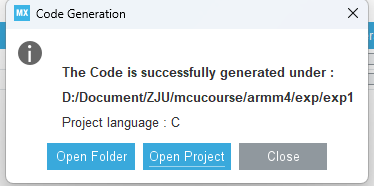 MX Code Generation
The Code is successfully generated under :
D:/Document/ZJU/mcucourse/armm4/exp/exp1
Project language : C
Open Folder Open Project Close